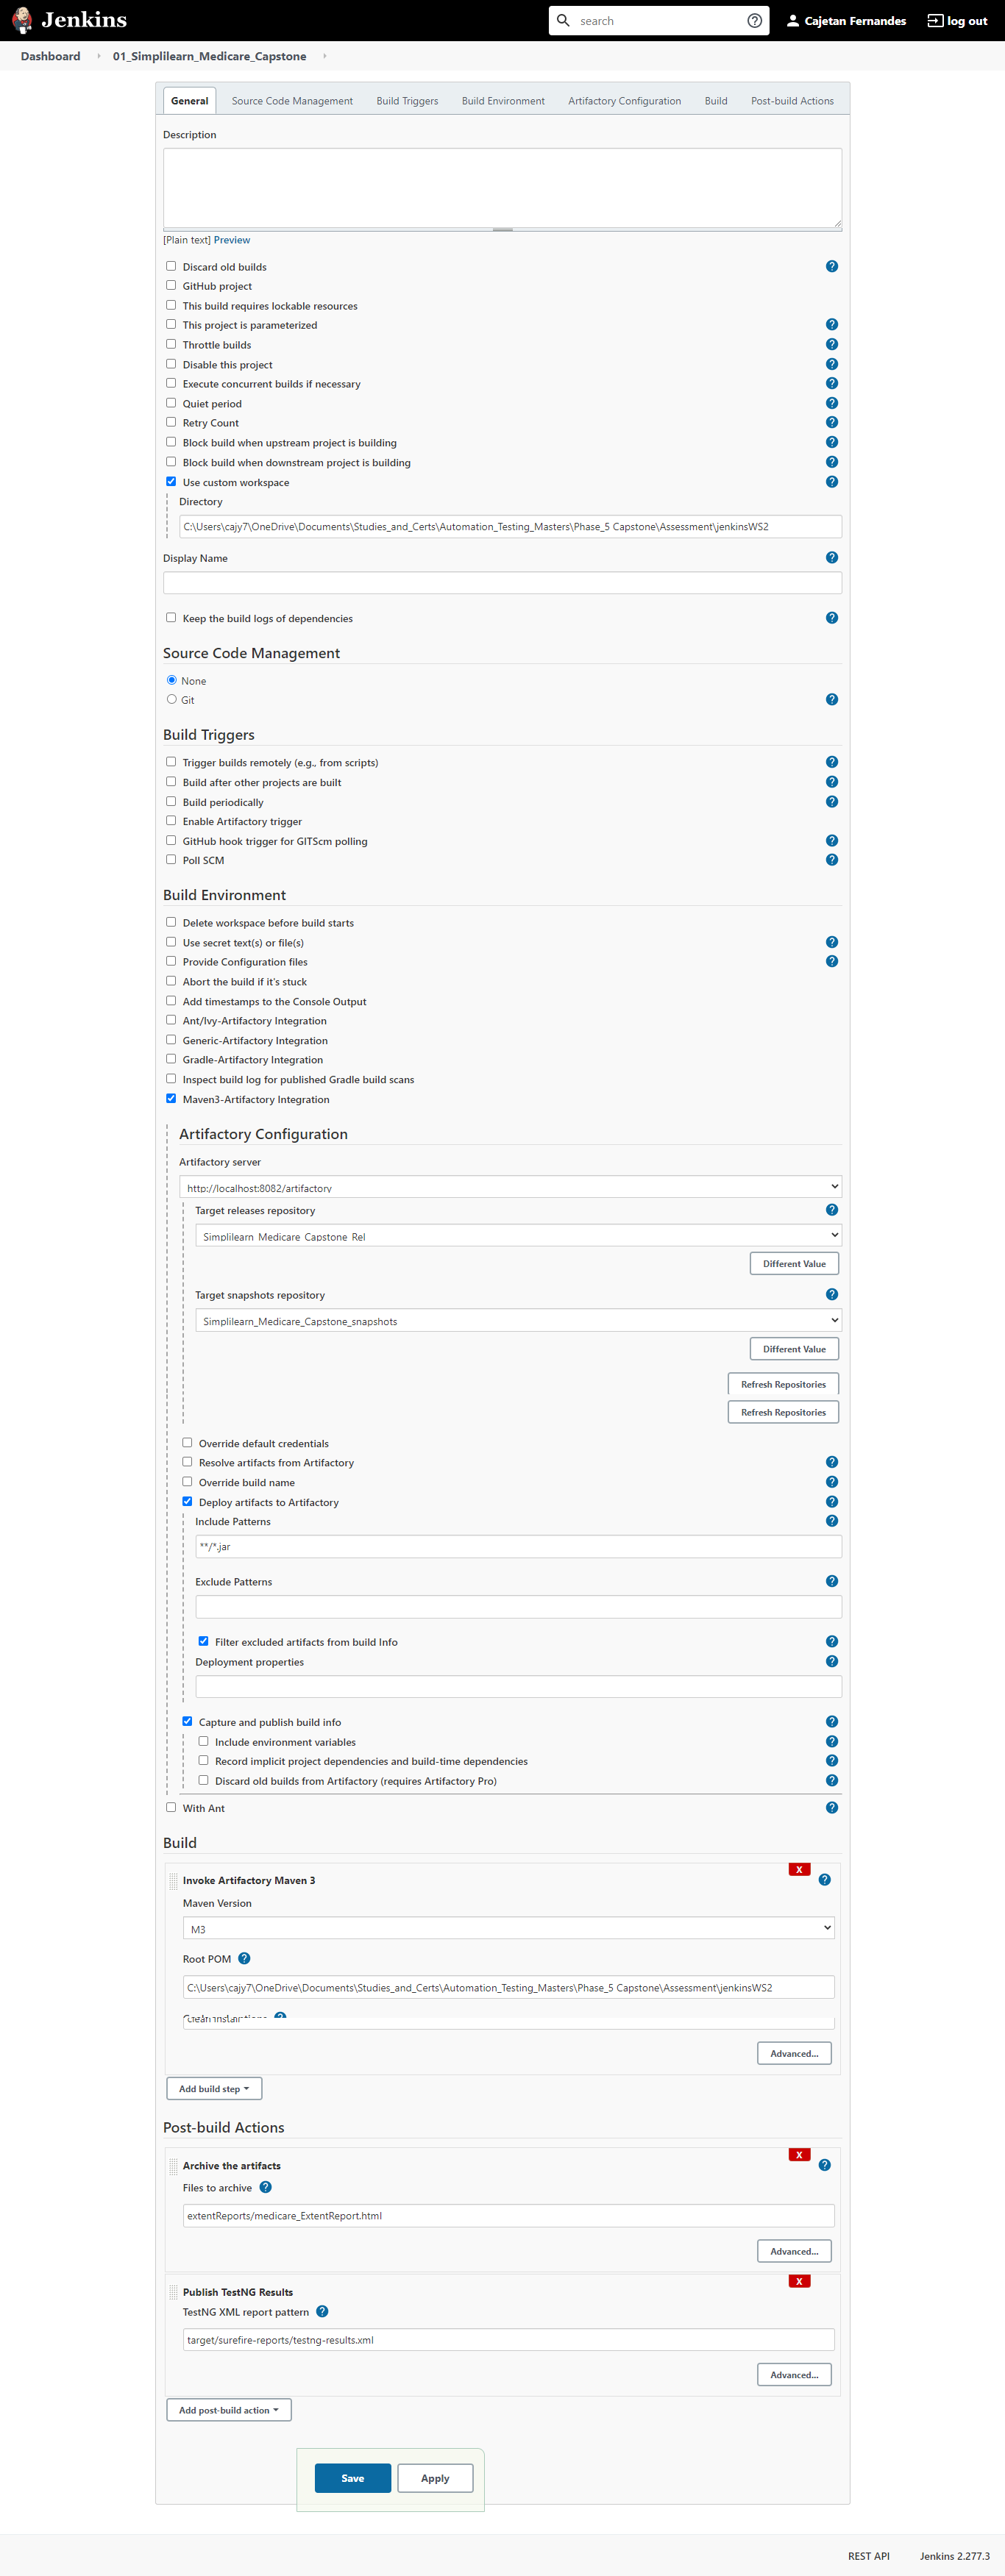 Jenkins
search
Cajetan Fernandes
log out
Dashboard
01_Simplilearn_Medicare_Capstone
General
Source Code Management
Build Triggers
Build Environment
Artifactory Configuration
Build
Post-build Actions
Description
[Plain text] Preview
Discard old builds
GitHub project
This build requires lockable resources
This project is parameterized
Throttle builds
Disable this project
Execute concurrent builds if necessary
Quiet period
Retry Count
Block build when upstream project is building
Block build when downstream project is building
Use custom workspace
Directory
C:\Users\cajy7\OneDrive\Documents\Studies_and_Certs\Automation_Testing_Masters\Phase_5 Capstone\Assessment\jenkinsWS2
Display Name
Keep the build logs of dependencies
Source Code Management
None
Git
Build Triggers
Trigger builds remotely (e.g., from scripts)
Build after other projects are built
Build periodically
Enable Artifactory trigger
GitHub hook trigger for GITScm polling
Poll SCM
Build Environment
Delete workspace before build starts
Use secret text(s) or file(s)
Provide Configuration files
Abort the build if it's stuck
Add timestamps to the Console Output
Ant/Ivy-Artifactory Integration
Generic-Artifactory Integration
Gradle-Artifactory Integration
Inspect build log for published Gradle build scans
Maven3-Artifactory Integration
Artifactory Configuration
Artifactory server
http://localhost:8082/artifactory
Target releases repository
Simplilearn_Medicare_Capstone_Rel
Different Value
Target snapshots repository
Simplilearn_Medicare_Capstone_snapshots
Different Value
Refresh Repositories
Refresh Repositories
Override default credentials
Resolve artifacts from Artifactory
Override build name
Deploy artifacts to Artifactory
Include Patterns
**/*.jar
Exclude Patterns
Filter excluded artifacts from build Info
Deployment properties
Capture and publish build info
Include environment variables
Record implicit project dependencies and build-time dependencies
Discard old builds from Artifactory (requires Artifactory Pro)
With Ant
Build
X
Invoke Artifactory Maven 3
Maven Version
M3
Root POM
C:\Users\cajy7\OneDrive\Documents\Studies_and_Certs\Automation_Testing_Masters\Phase_5 Capstone\Assessment\jenkinsWS2
Advanced...
Add build step
Post-build Actions
X
Archive the artifacts
Files to archive
extentReports/medicare_ExtentReport.html
Advanced...
X
Publish TestNG Results
TestNG XML report pattern
target/surefire-reports/testng-results.xml
Advanced...
Add post-build action
Save
Apply
REST API
Jenkins 2.277.3